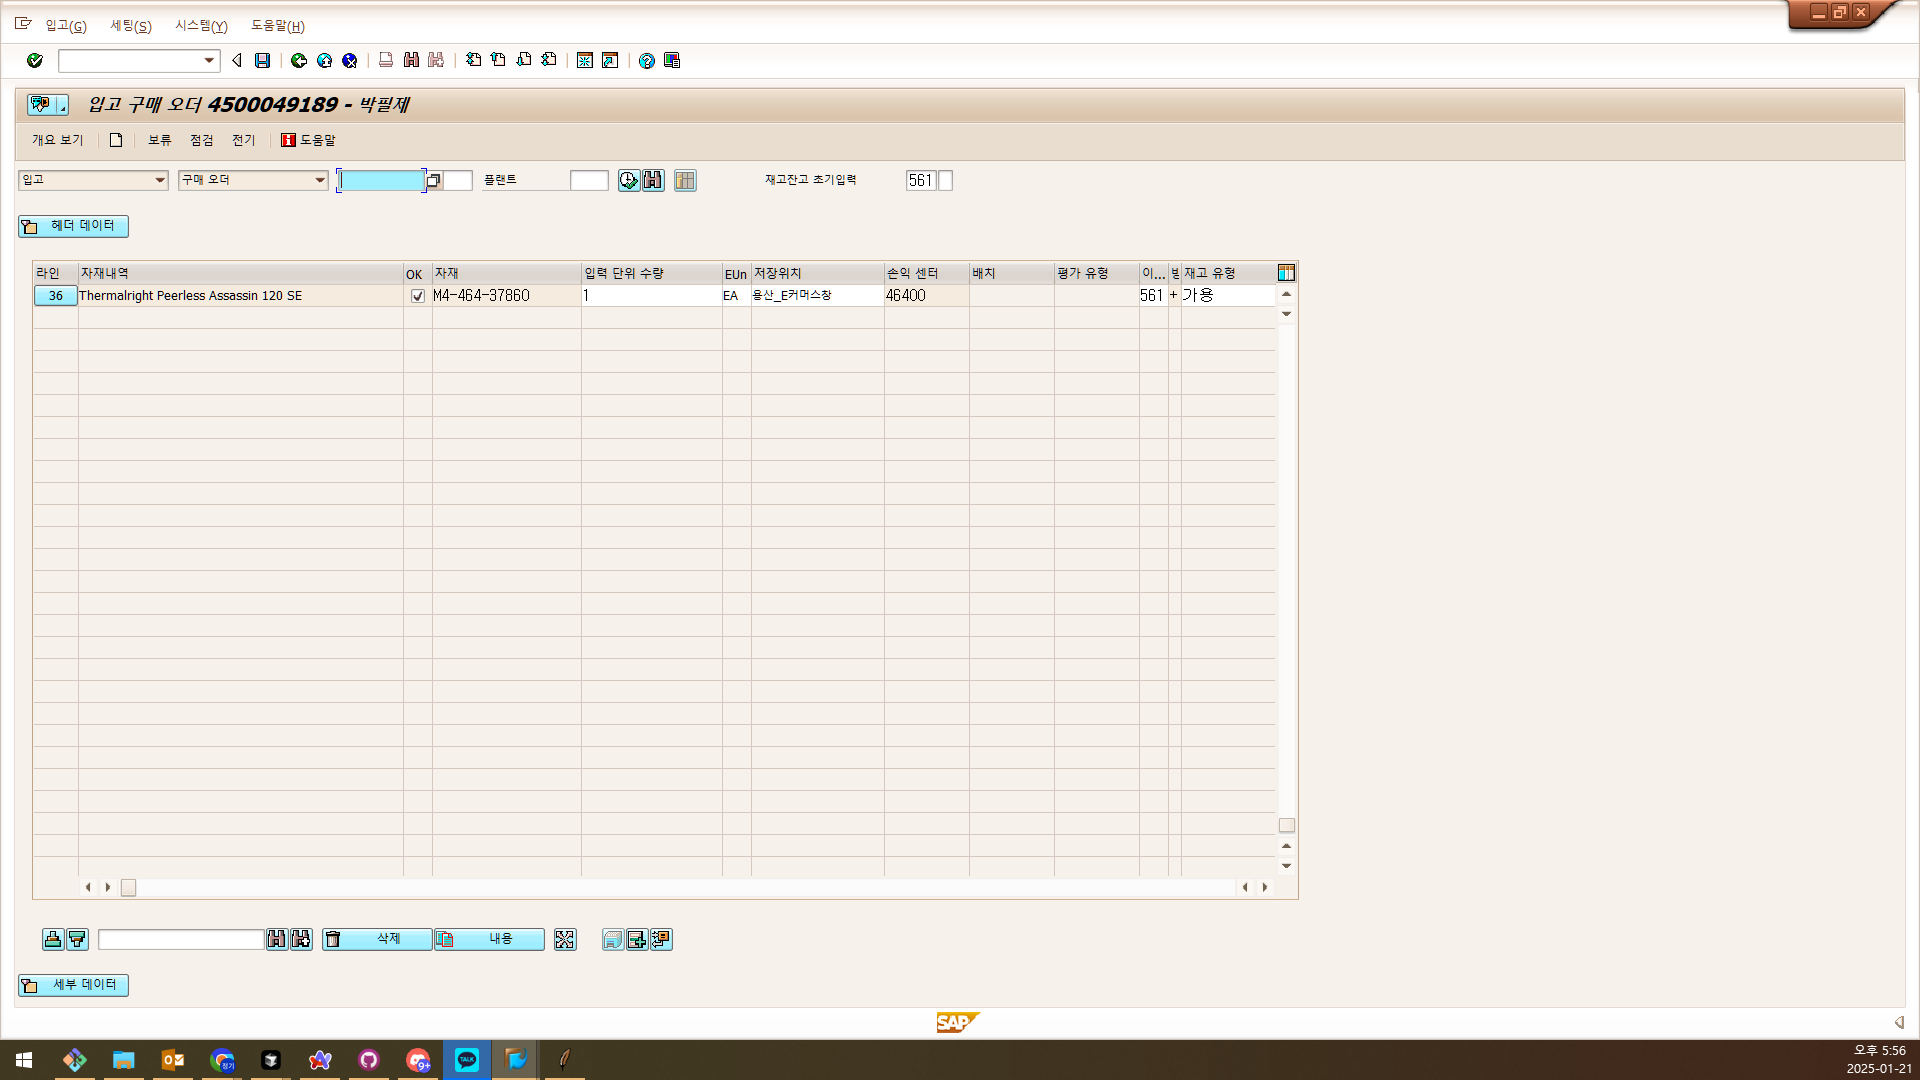 입고(G) 세팅(S) 시스템(Y) 도움말(H)
입고 구매 오더 4500049189 - 박필제
개요 보기 보류 점검 전기 도움말
입고 구매 오더 플랜트 재고잔고 초기입력 561
헤더 데이터
라인 자재내역 OK 자재 입력 단위 수량 EUn 저장위치 손익 센터 배치 평가 유형 이... 재고 유형
36 Thermalright Peerless Assassin 120 SE M4-464-37860 1 EA 용산_E커머스창 46400 561 + 가용
삭제 내용
세부 데이터
SAP
TALK
9+
오후 5:56
2025-01-21